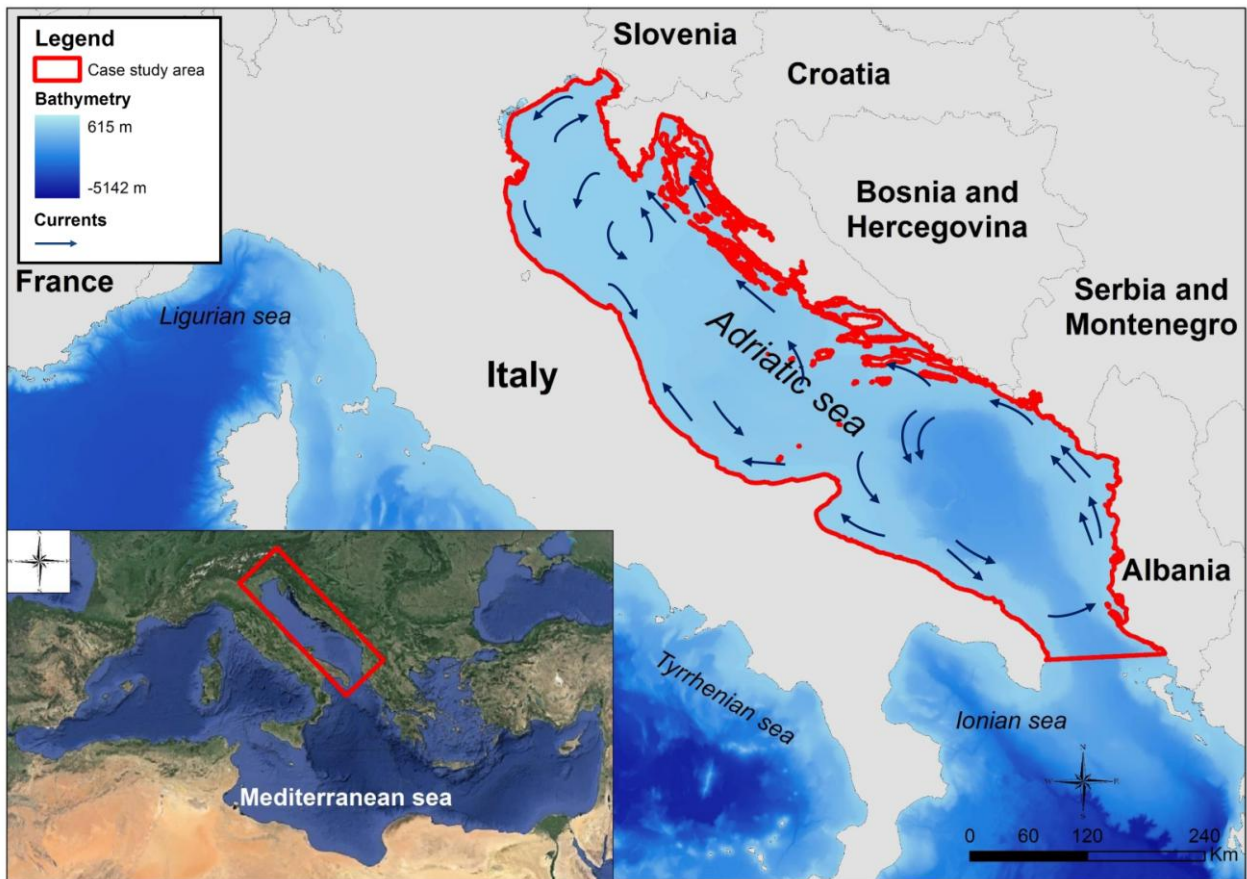 Legend
Case study area
Bathymetry
615 m
-5142 m
Currents
Slovenia
Croatia
Bosnia and
Hercegovina
Serbia and
Montenegro
France
Ligurian sea
Italy
Adriatic sea
Albania
Tyrrhenian sea
Ionian sea
Mediterranean sea
N
0 60 120 240
Km